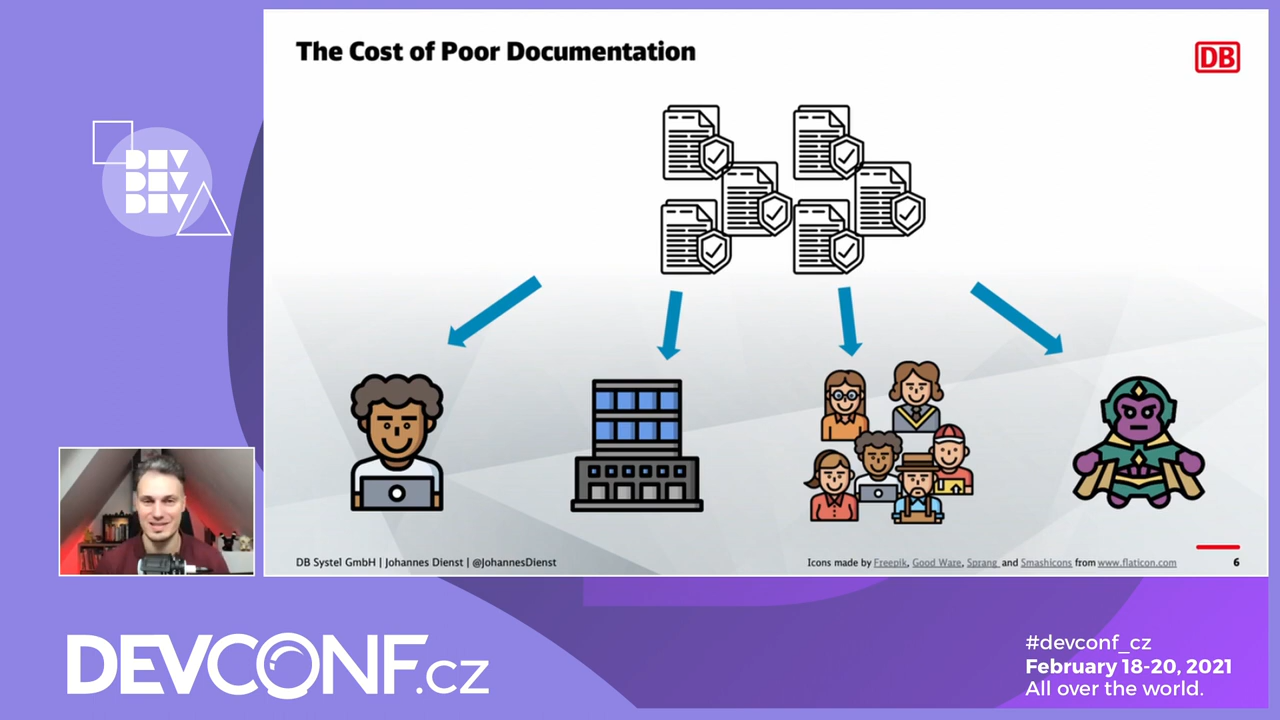 The Cost of Poor Documentation
DB
DEV
DEV
DEV
DB Systel GmbH | Johannes Dienst | @JohannesDienst
Icons made by Freepik, Good Ware, Sprang and Smashicons from www.flaticon.com
6
DEVCONF.cz
#devconf_cz
February 18-20, 2021
All over the world.